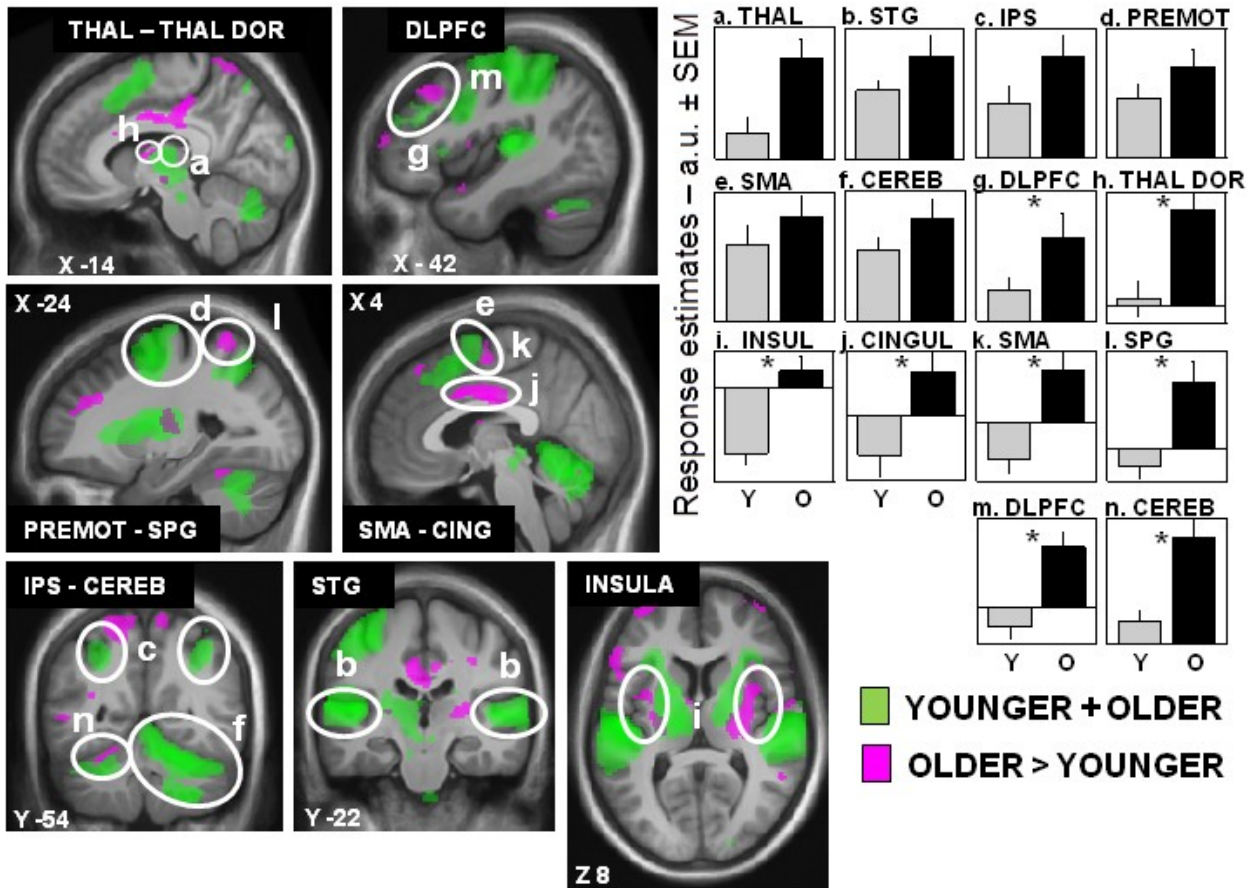 THAL – THAL DOR
h
a
X -14
DLPFC
m
g
X - 42
X -24
d
l
PREMOT - SPG
X 4
e
k
j
SMA - CING
IPS - CEREB
c
n
f
Y -54
STG
b
b
Y -22
INSULA
i
Z 8
Response estimates – a.u. ± SEM
a. THAL
b. STG
c. IPS
d. PREMOT
e. SMA
f. CEREB
g. DLPFC
*
h. THAL DOR
*
i. INSUL
*
j. CINGUL
*
k. SMA
*
l. SPG
*
Y O
Y O
m. DLPFC
*
n. CEREB
*
Y O
Y O
YOUNGER + OLDER
OLDER > YOUNGER